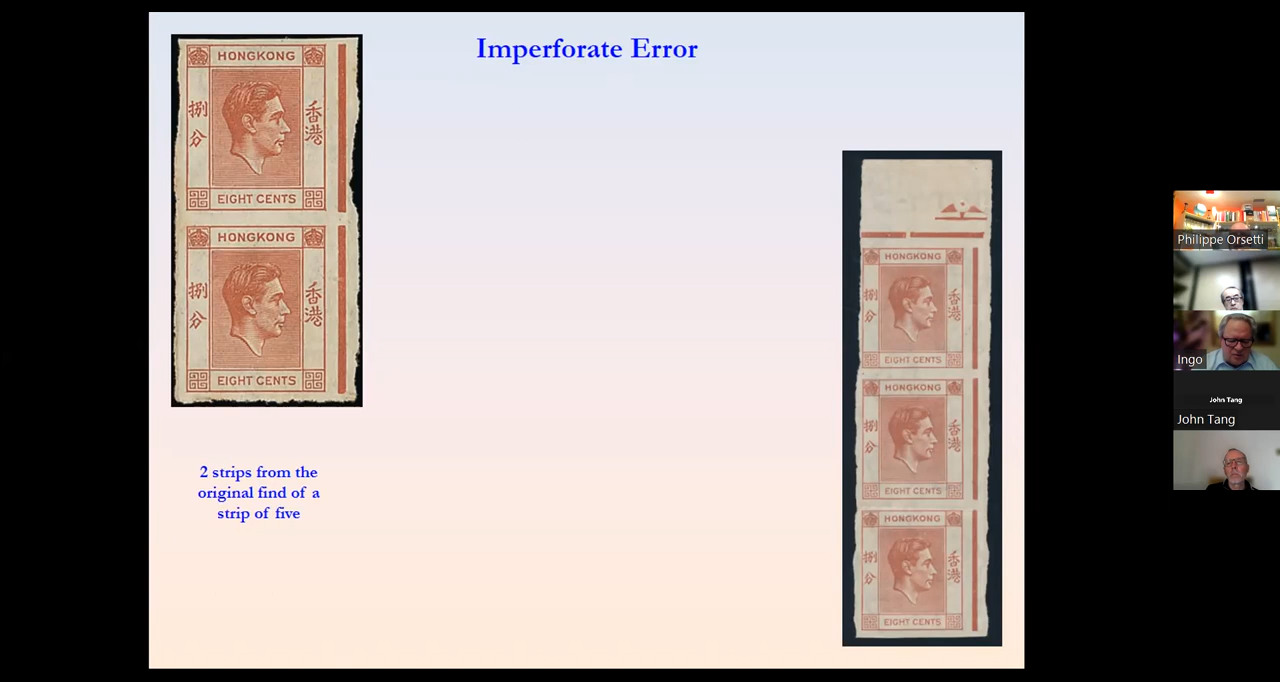 Imperforate Error
HONGKONG
捌
分
香
港
EIGHT CENTS
HONGKONG
捌
分
香
港
EIGHT CENTS
2 strips from the
original find of a
strip of five
HONGKONG
捌
分
香
港
EIGHT CENTS
HONGKONG
捌
分
香
港
EIGHT CENTS
HONGKONG
捌
分
香
港
EIGHT CENTS
Philippe Orsetti
Ingo
John Tang
John Tang